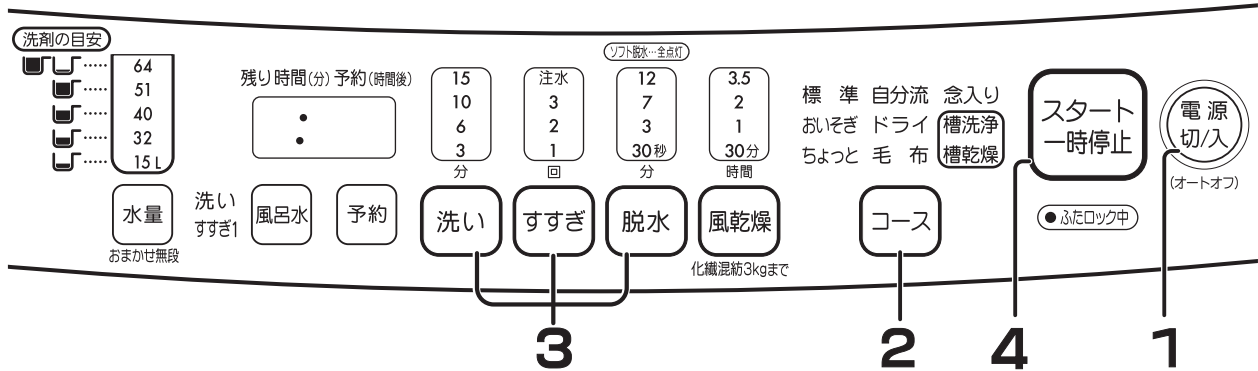 洗剤の目安
64
51
40
32
15L
水量
おまかせ無段
残り時間(分) 予約(時間後)
:
洗い
すすぎ1
風呂水
予約
ソフト脱水…全点灯
15
10
6
3
分
洗い
注水
3
2
1
回
すすぎ
12
7
3
30秒
分
脱水
3.5
2
1
30分
時間
風乾燥
化繊混紡3kgまで
標準 自分流 念入り
おいそぎ ドライ 槽洗浄
ちょっと 毛布 槽乾燥
コース
スタート
一時停止
ふたロック中
電源
切/入
(オートオフ)
3
2
4
1